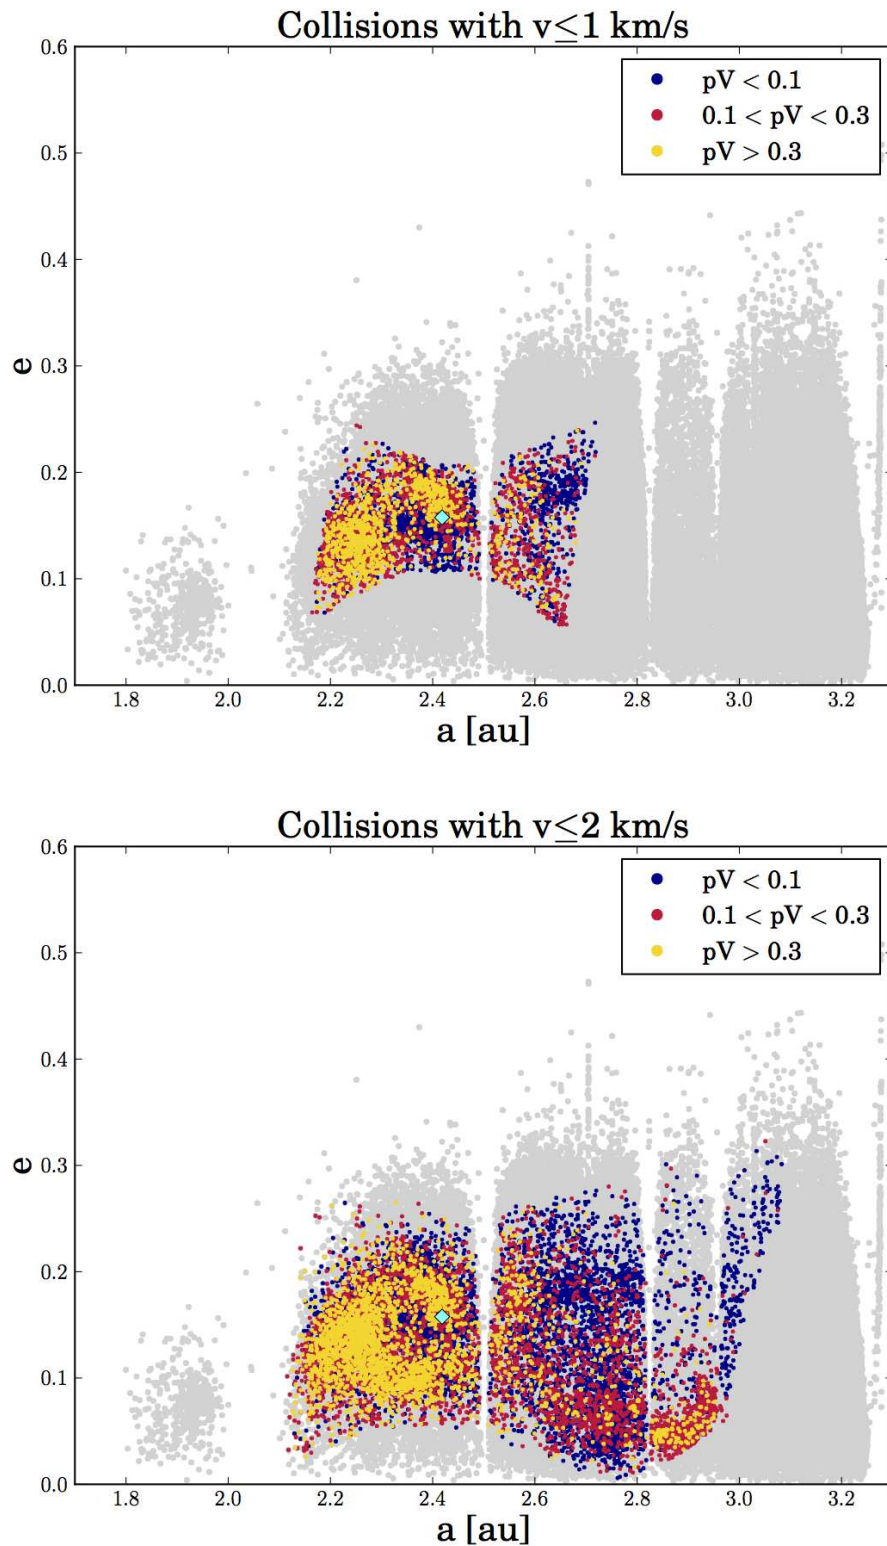 Collisions with v≤1 km/s
0.6
0.5
0.4
0.3
0.2
0.1
0.0
e
pV < 0.1
0.1 < pV < 0.3
pV > 0.3
1.8 2.0 2.2 2.4 2.6 2.8 3.0 3.2
a [au]
Collisions with v≤2 km/s
0.6
0.5
0.4
0.3
0.2
0.1
0.0
e
pV < 0.1
0.1 < pV < 0.3
pV > 0.3
1.8 2.0 2.2 2.4 2.6 2.8 3.0 3.2
a [au]